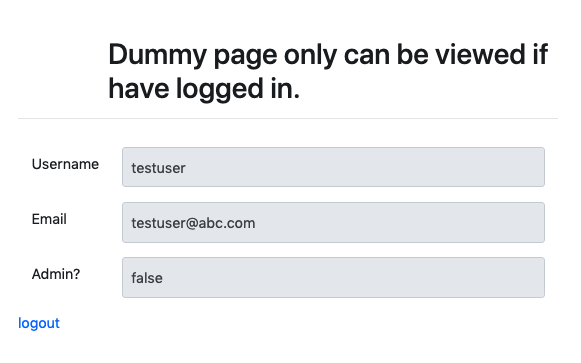 Dummy page only can be viewed if
have logged in.
Username testuser
Email testuser@abc.com
Admin? false
logout